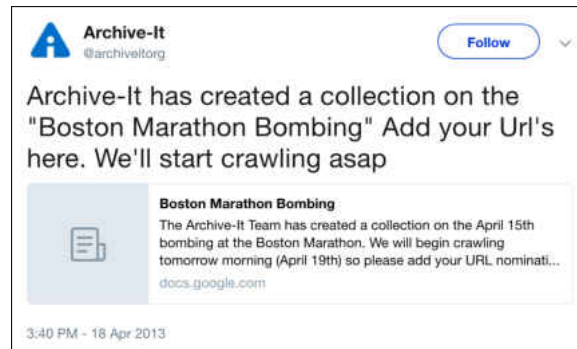 Archive-It
@archiveitorg
Follow
Archive-It has created a collection on the
"Boston Marathon Bombing" Add your Url's
here. We'll start crawling asap
Boston Marathon Bombing
The Archive-It Team has created a collection on the April 15th
bombing at the Boston Marathon. We will begin crawling
tomorrow morning (April 19th) so please add your URL nominati...
docs.google.com
3:40 PM - 18 Apr 2013